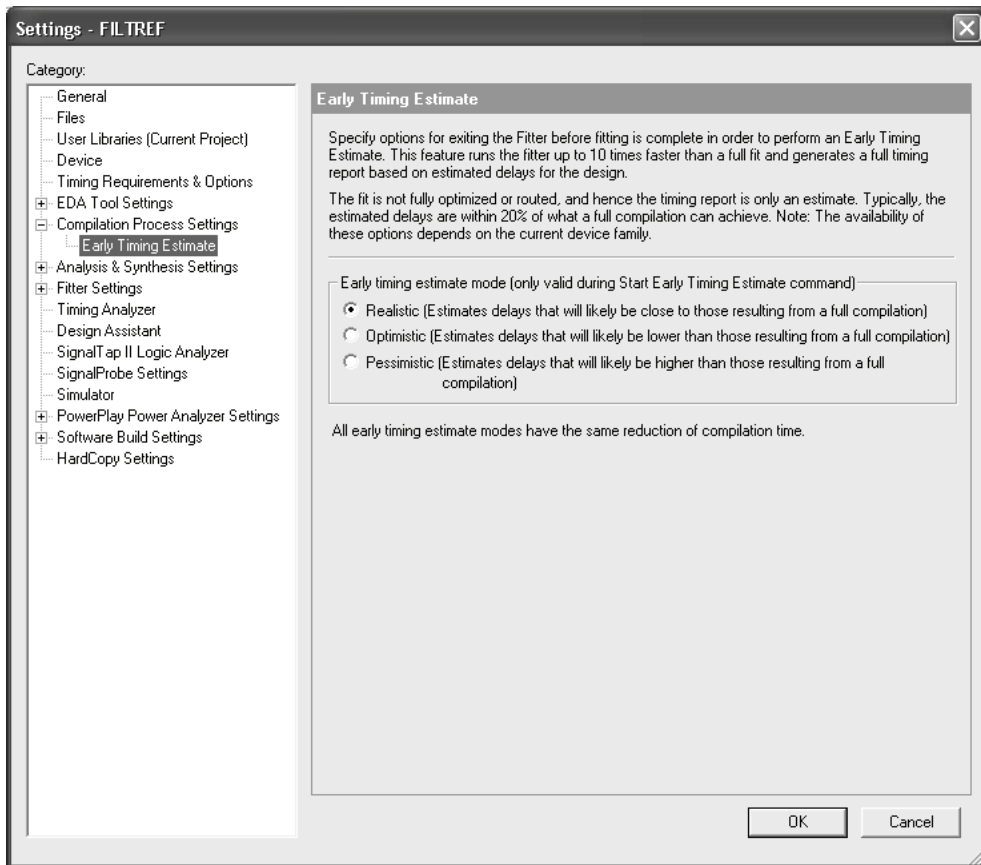 Settings - FILTREF
Category:
General
Files
User Libraries (Current Project)
Device
Timing Requirements & Options
EDA Tool Settings
Compilation Process Settings
Early Timing Estimate
Analysis & Synthesis Settings
Fitter Settings
Timing Analyzer
Design Assistant
SignalTap II Logic Analyzer
SignalProbe Settings
Simulator
PowerPlay Power Analyzer Settings
Software Build Settings
HardCopy Settings
Early Timing Estimate
Specify options for exiting the Fitter before fitting is complete in order to perform an Early Timing
Estimate. This feature runs the fitter up to 10 times faster than a full fit and generates a full timing
report based on estimated delays for the design.
The fit is not fully optimized or routed, and hence the timing report is only an estimate. Typically, the
estimated delays are within 20% of what a full compilation can achieve. Note: The availability of
these options depends on the current device family.
Early timing estimate mode (only valid during Start Early Timing Estimate command)
Realistic (Estimates delays that will likely be close to those resulting from a full compilation)
Optimistic (Estimates delays that will likely be lower than those resulting from a full compilation)
Pessimistic (Estimates delays that will likely be higher than those resulting from a full
compilation)
All early timing estimate modes have the same reduction of compilation time.
OK
Cancel